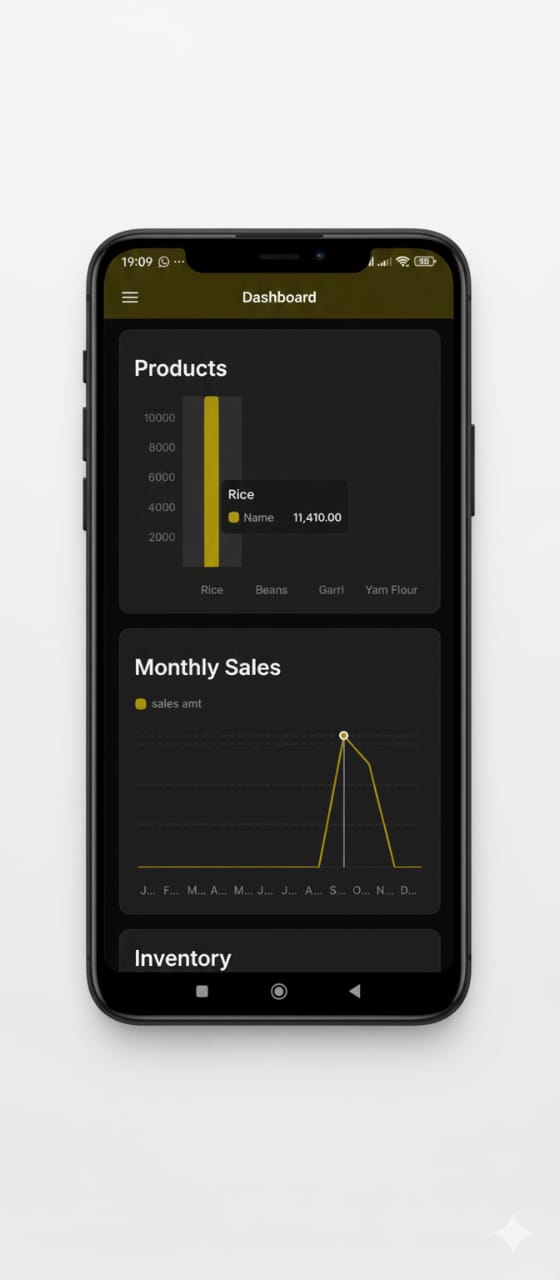 19:09 ...
50
Dashboard
Products
10000
8000
6000
4000
2000
Rice
Name 11,410.00
Rice Beans Garri Yam Flour
Monthly Sales
sales amt
J... F... M... A... M... J... J... A... S... O... N... D...
Inventory